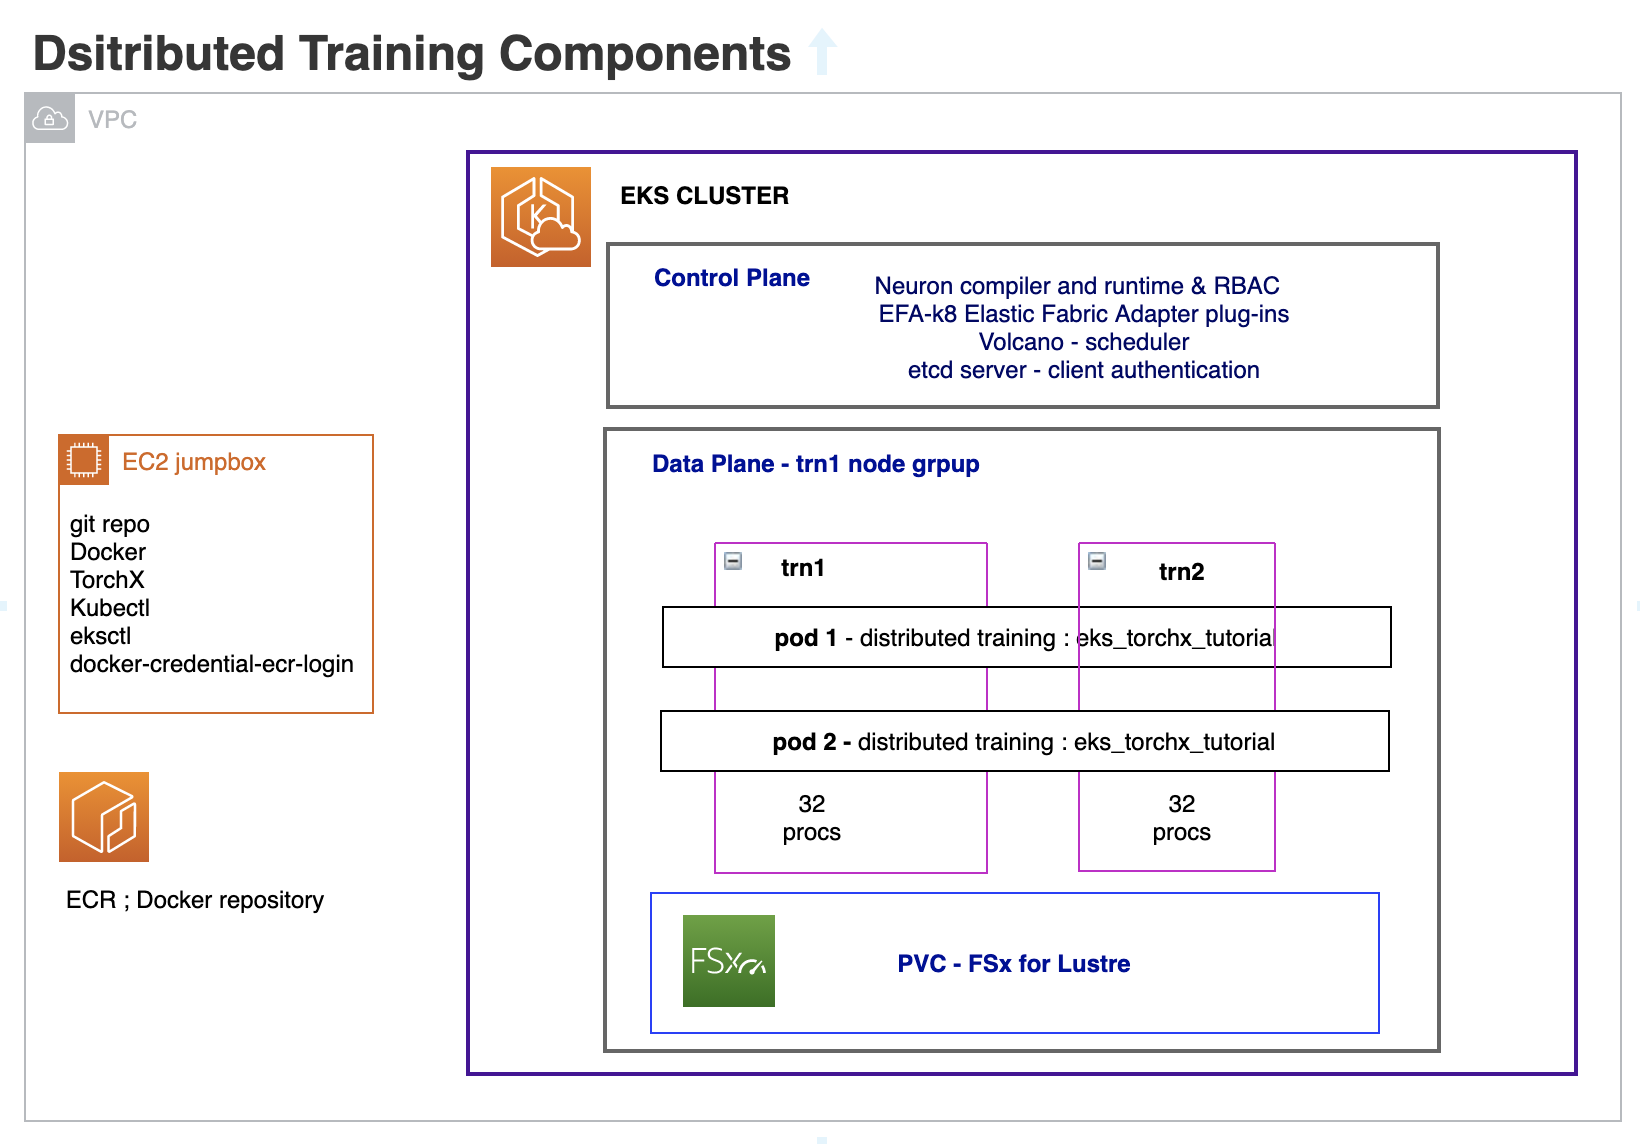 Dsitributed Training Components
VPC
EKS CLUSTER
Control Plane
Neuron compiler and runtime & RBAC
EFA-k8 Elastic Fabric Adapter plug-ins
Volcano - scheduler
etcd server - client authentication
EC2 jumpbox
git repo
Docker
TorchX
Kubectl
eksctl
docker-credential-ecr-login
ECR ; Docker repository
Data Plane - trn1 node grpup
trn1
trn2
pod 1 - distributed training : eks_torchx_tutorial
pod 2 - distributed training : eks_torchx_tutorial
32
procs
32
procs
FSx
PVC - FSx for Lustre